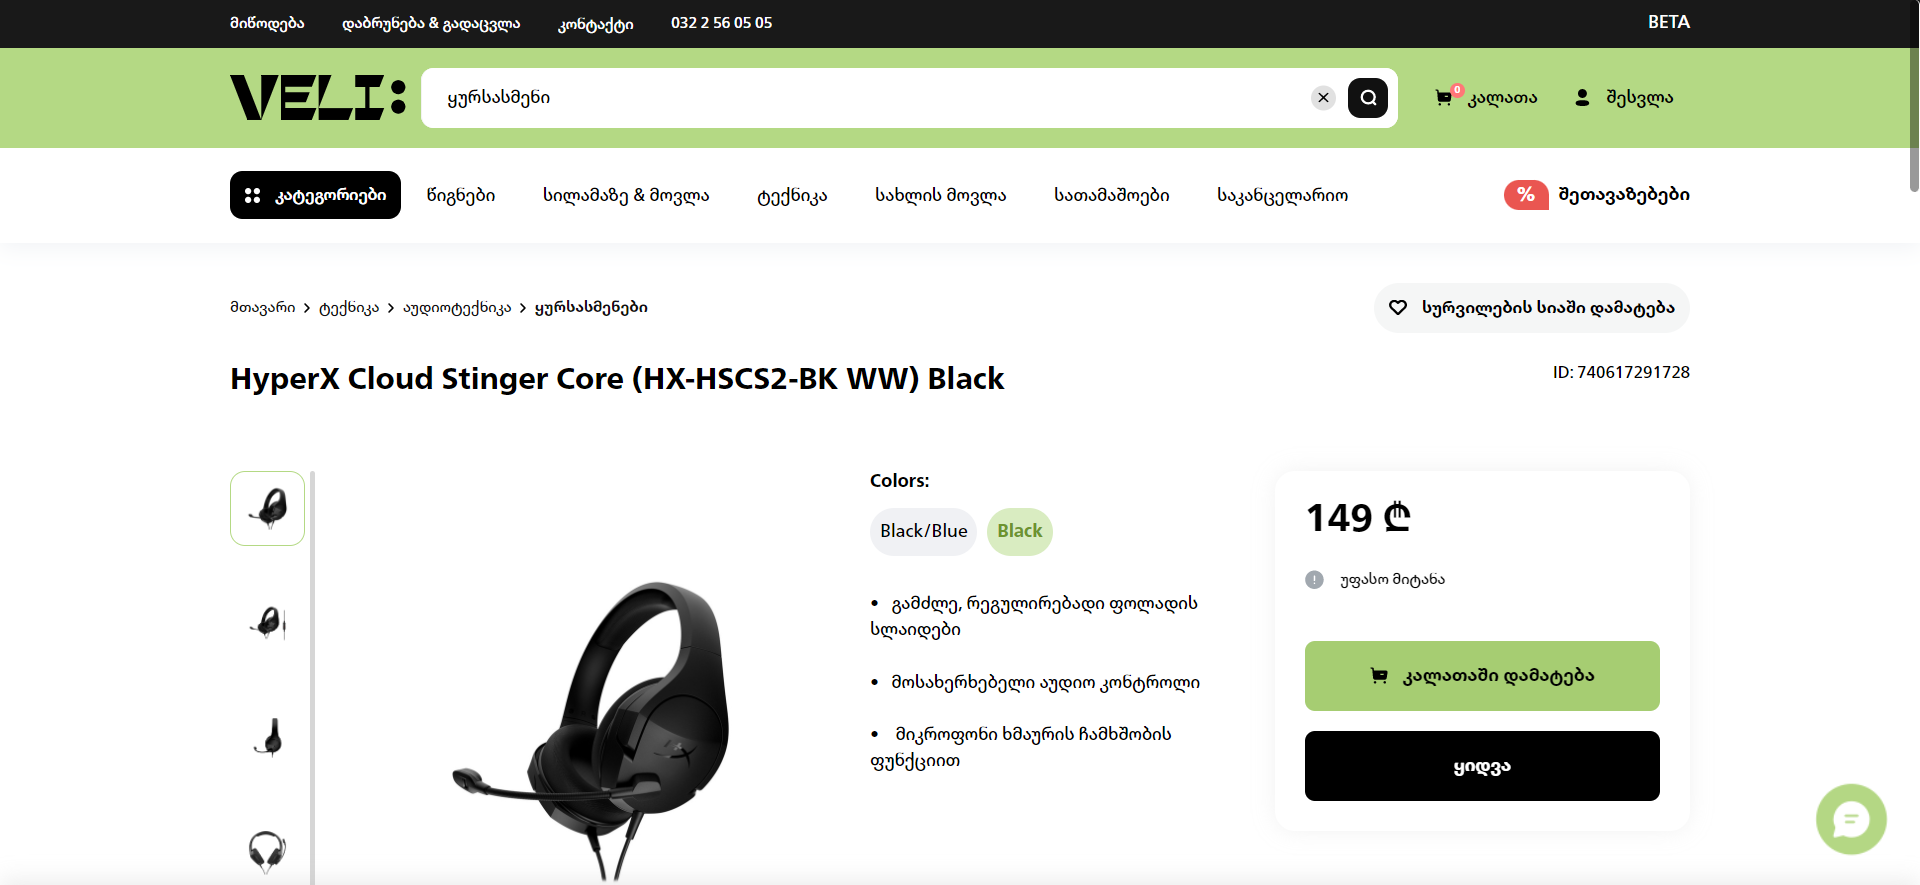 მიწოდება დაბრუნება & გადაცვლა კონტაქტი 032 2 56 05 05 BETA
VELI: ყურსასმენი 0 კალათა შესვლა
კატეგორიები წიგნები სილამაზე & მოვლა ტექნიკა სახლის მოვლა სათამაშოები საკანცელარიო % შეთავაზებები
მთავარი > ტექნიკა > აუდიოტექნიკა > ყურსასმენები სურვილების სიაში დამატება
HyperX Cloud Stinger Core (HX-HSCS2-BK WW) Black ID: 740617291728
Colors:
Black/Blue Black
• გამძლე, რეგულირებადი ფოლადის
სლაიდები
• მოსახერხებელი აუდიო კონტროლი
• მიკროფონი ხმაურის ჩამხშობის
ფუნქციით
149 ₾
უფასო მიტანა
კალათაში დამატება
ყიდვა